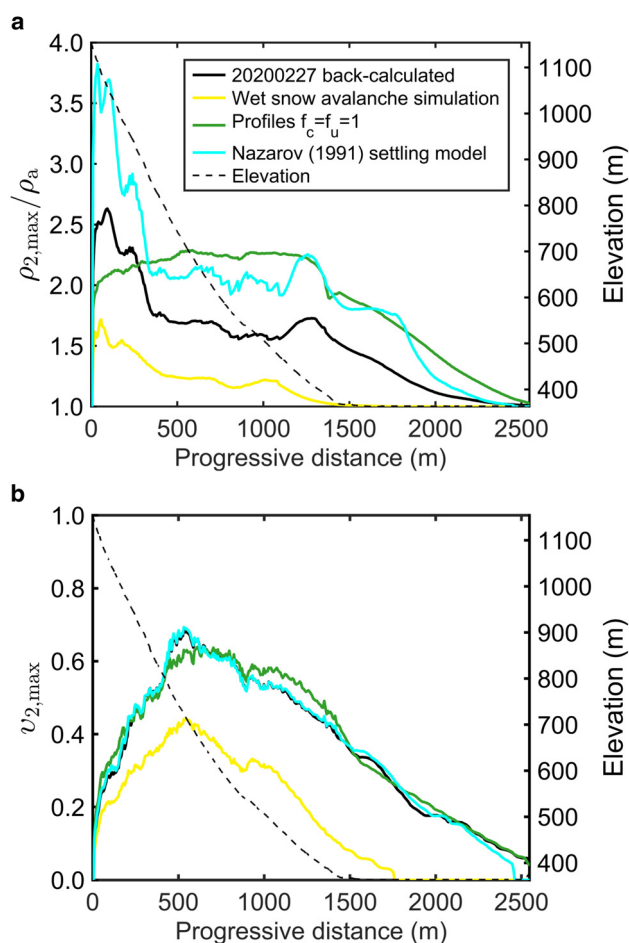 a
4.0
3.5
3.0
2.5
2.0
1.5
1.0
ρ2,max/ρa
20200227 back-calculated
Wet snow avalanche simulation
Profiles fc=fu=1
Nazarov (1991) settling model
Elevation
1100
1000
900
800
700
600
500
400
Elevation (m)
0 500 1000 1500 2000 2500
Progressive distance (m)
b
1.0
0.8
0.6
0.4
0.2
0.0
υ2,max
1100
1000
900
800
700
600
500
400
Elevation (m)
0 500 1000 1500 2000 2500
Progressive distance (m)